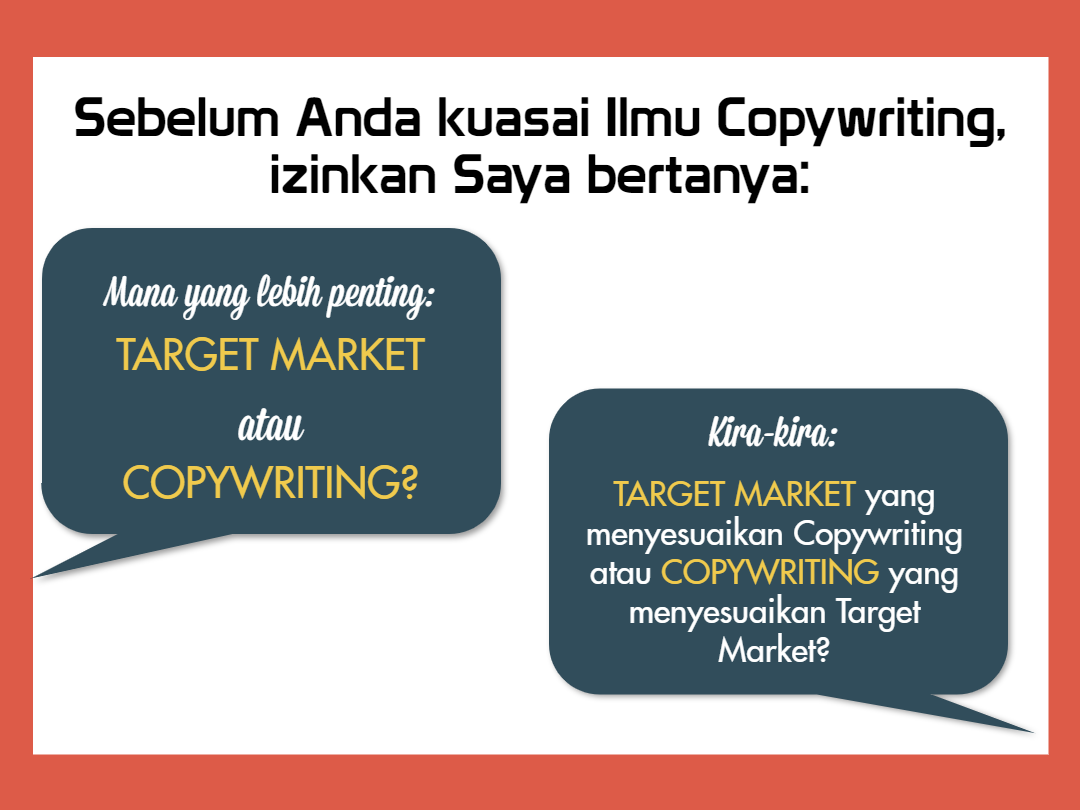 Sebelum Anda kuasai Ilmu Copywriting,
izinkan Saya bertanya:
Mana yang lebih penting:
TARGET MARKET
atau
COPYWRITING?
Kira-kira:
TARGET MARKET yang
menyesuaikan Copywriting
atau COPYWRITING yang
menyesuaikan Target
Market?